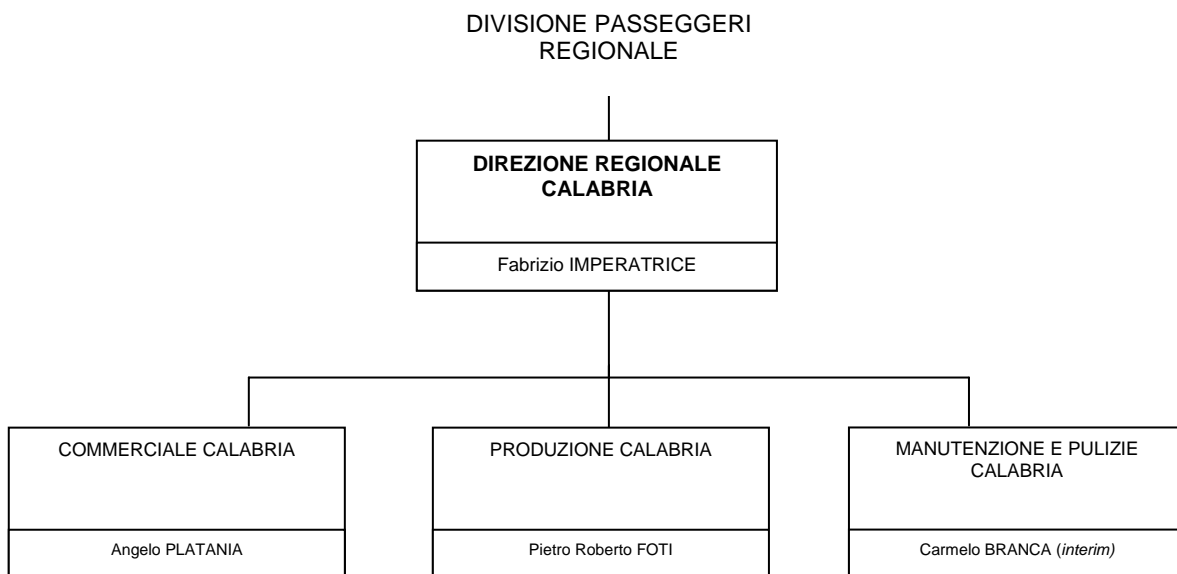 DIVISIONE PASSEGGERI
REGIONALE
DIREZIONE REGIONALE
CALABRIA
Fabrizio IMPERATRICE
COMMERCIALE CALABRIA
Angelo PLATANIA
PRODUZIONE CALABRIA
Pietro Roberto FOTI
MANUTENZIONE E PULIZIE
CALABRIA
Carmelo BRANCA (interim)